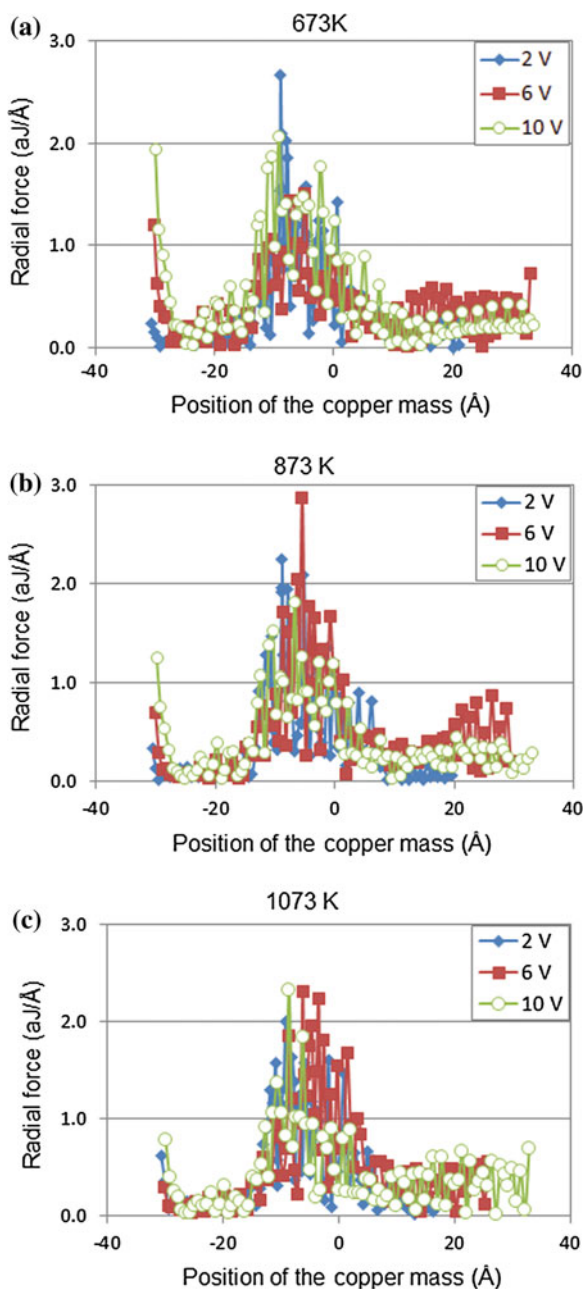 (a)
673K
2 V
6 V
10 V
Radial force (aJ/Å)
3.0
2.0
1.0
0.0
-40 -20 0 20 40
Position of the copper mass (Å)
(b)
873 K
2 V
6 V
10 V
Radial force (aJ/Å)
3.0
2.0
1.0
0.0
-40 -20 0 20 40
Position of the copper mass (Å)
(c)
1073 K
2 V
6 V
10 V
Radial force (aJ/Å)
3.0
2.0
1.0
0.0
-40 -20 0 20 40
Position of the copper mass (Å)